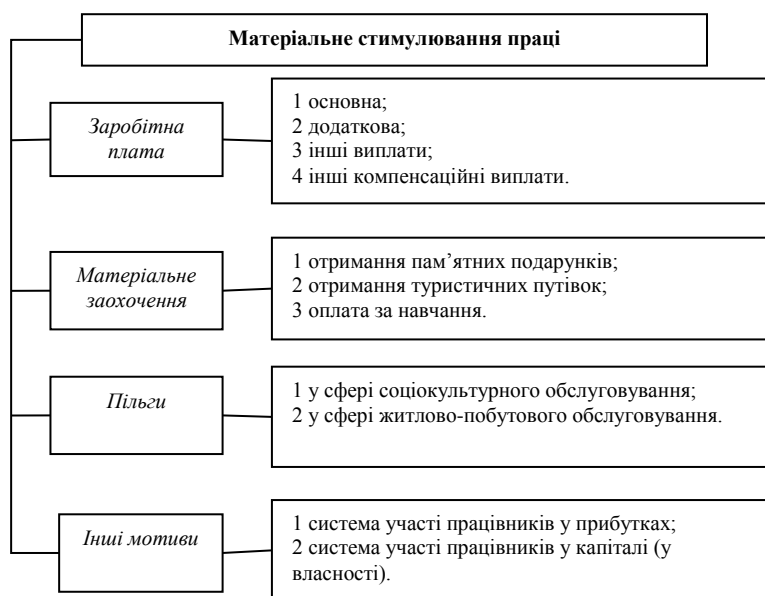 Матеріальне стимулювання праці
Заробітна
плата
1 основна;
2 додаткова;
3 інші виплати;
4 інші компенсаційні виплати.
Матеріальне
заохочення
1 отримання пам’ятних подарунків;
2 отримання туристичних путівок;
3 оплата за навчання.
Пільги
1 у сфері соціокультурного обслуговування;
2 у сфері житлово-побутового обслуговування.
Інші мотиви
1 система участі працівників у прибутках;
2 система участі працівників у капіталі (у
власності).